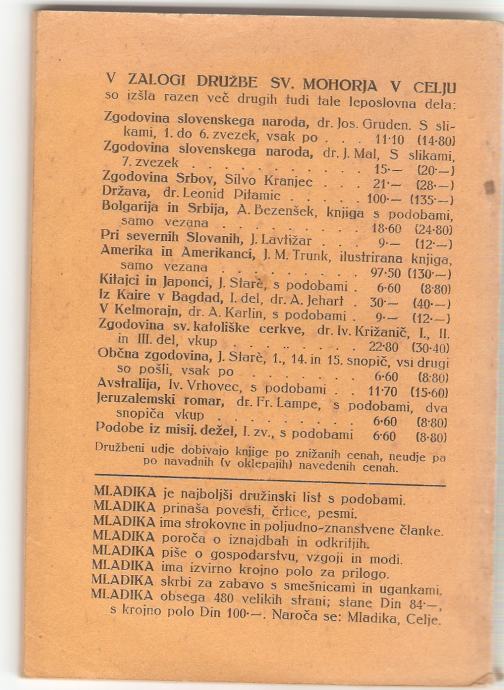 V ZALOGI DRUŽBE SV. MOHORJA V CELJU
so izšla razen več drugih tudi tale leposlovna dela:
Zgodovina slovenskega naroda, dr. Jos. Gruden. S sli-
kami, 1. do 6. zvezek, vsak po . . . 11·10 (14·80)
Zgodovina slovenskega naroda, dr. J. Mal, S slikami,
7. zvezek . . . . . . . . . . 15·— (20·—)
Zgodovina Srbov, Silvo Kranjec . . . 21·— (28·—)
Država, dr. Leonid Pitamic . . . . 100·— (135·—)
Bolgarija in Srbija, A. Bezenšek, knjiga s podobami,
samo vezana . . . . . . . . 18·60 (24·80)
Pri severnih Slovanih, J. Lavtižar . . . 9·— (12·—)
Amerika in Amerikanci, J. M. Trunk, ilustrirana knjiga,
samo vezana . . . . . . . . 97·50 (130·—)
Kitajci in Japonci, J. Starè, s podobami . 6·60 (8·80)
Iz Kaire v Bagdad, I. del, dr. A. Jehart . 30·— (40·—)
V Kelmorajn, dr. A. Karlin, s podobami . 9·— (12·—)
Zgodovina sv. katoliške cerkve, dr. Iv. Križanič, I., II.
in III. del, vkup . . . . . . . 22·80 (30·40)
Občna zgodovina, J. Starè, 1., 14. in 15. snopič, vsi drugi
so pošli, vsak po . . . . . . . 6·60 (8·80)
Avstralija, Iv. Vrhovec, s podobami . . 11·70 (15·60)
Jeruzalemski romar, dr. Fr. Lampe, s podobami, dva
snopiča vkup . . . . . . . . 6·60 (8·80)
Podobe iz misij. dežel, I. zv., s podobami 6·60 (8·80)
Družbeni udje dobivajo knjige po znižanih cenah, neudje pa
po navadnih (v oklepajih) navedenih cenah.
MLADIKA je najboljši družinski list s podobami.
MLADIKA prinaša povesti, črtice, pesmi.
MLADIKA ima strokovne in poljudno-znanstvene članke.
MLADIKA poroča o iznajdbah in odkritjih.
MLADIKA piše o gospodarstvu, vzgoji in modi.
MLADIKA ima izvirno krojno polo za prilogo.
MLADIKA skrbi za zabavo s smešnicami in ugankami.
MLADIKA obsega 480 velikih strani; stane Din 84·—,
s krojno polo Din 100·—. Naroča se: Mladika, Celje.